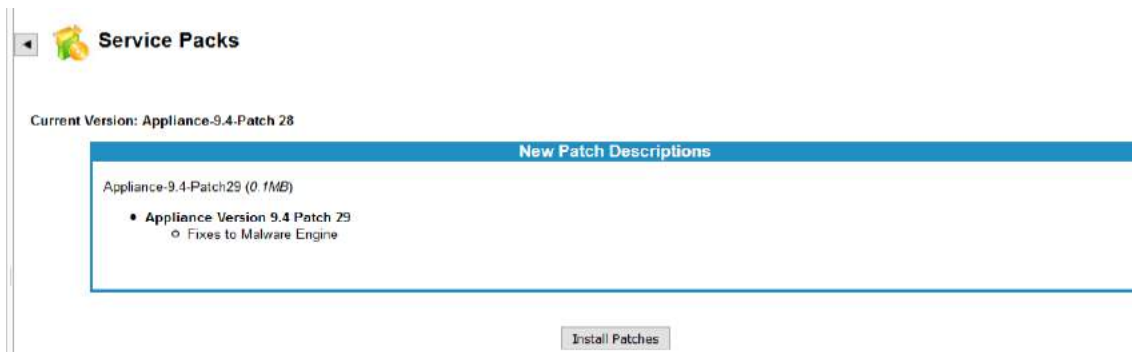 Service Packs
Current Version: Appliance-9.4-Patch 28
New Patch Descriptions
Appliance-9.4-Patch29 (0.1MB)
Appliance Version 9.4 Patch 29
Fixes to Malware Engine
Install Patches